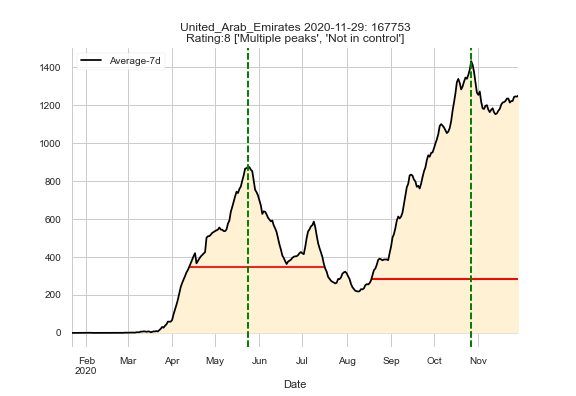 United_Arab_Emirates 2020-11-29: 167753
Rating:8 ['Multiple peaks', 'Not in control']
Average-7d
1400
1200
1000
800
600
400
200
0
Feb Mar Apr May Jun Jul Aug Sep Oct Nov
2020
Date